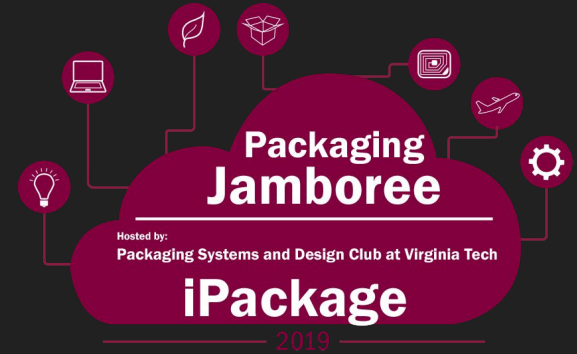 Packaging
Jamboree
Hosted by:
Packaging Systems and Design Club at Virginia Tech
iPackage
2019